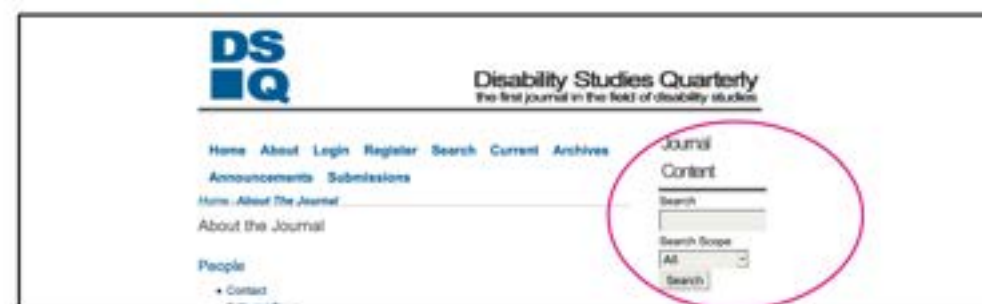 DS
Q
Disability Studies Quarterly
the first journal in the field of disability studies
Home About Login Register Search Current Archives
Announcements Submissions
Home > About The Journal
About the Journal
People
• Contact
Journal
Content
Search
Search Scope
All
Search